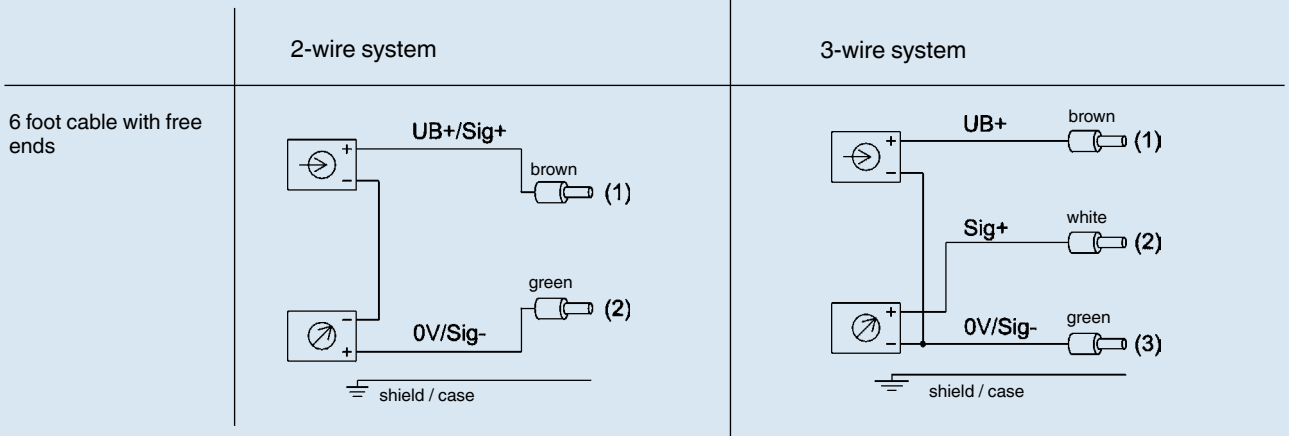 2-wire system
3-wire system
6 foot cable with free
ends
UB+/Sig+
+
−
brown
(1)
green
(2)
−
+
0V/Sig-
shield / case
UB+
+
−
brown
(1)
Sig+
white
(2)
+
−
0V/Sig-
green
(3)
shield / case